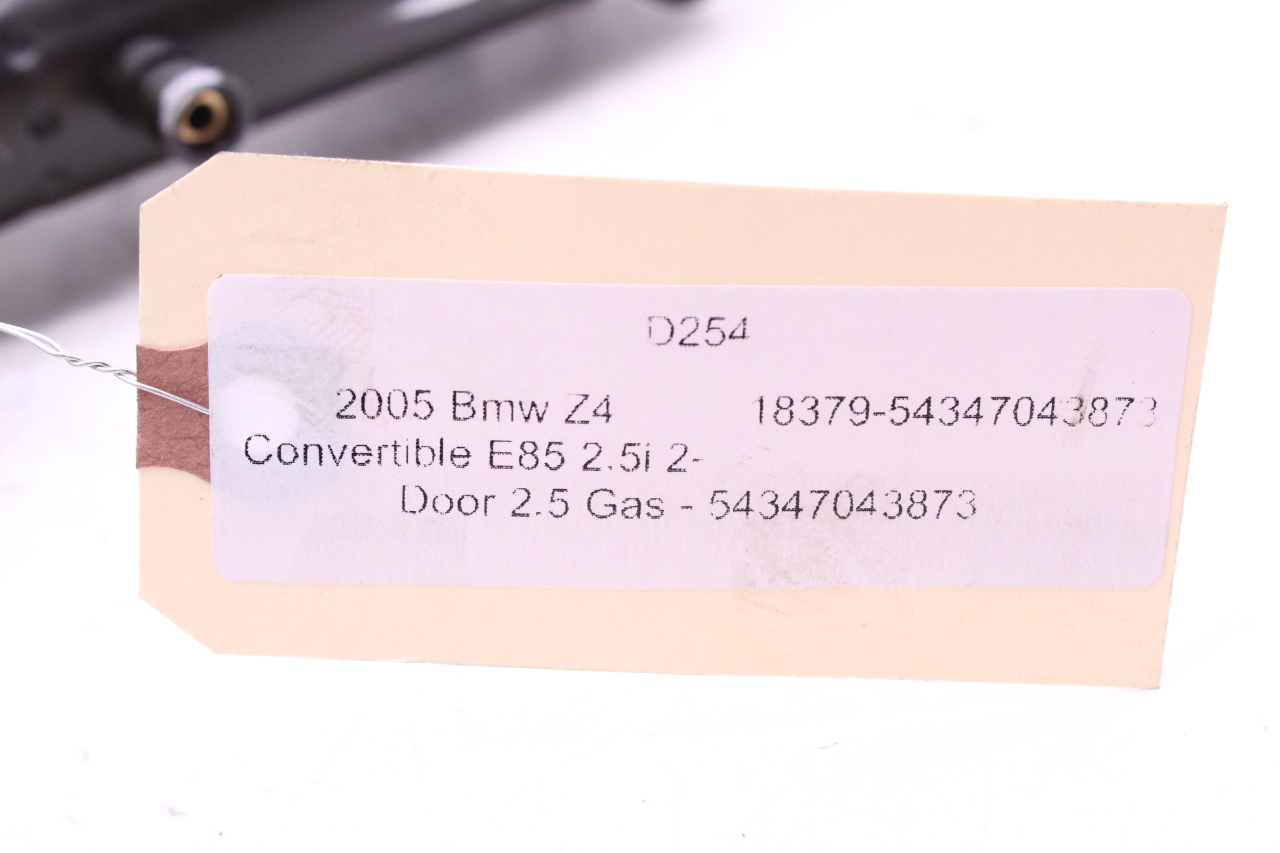 D254
2005 Bmw Z4 18379-54347043873
Convertible E85 2.5i 2-
Door 2.5 Gas - 54347043873